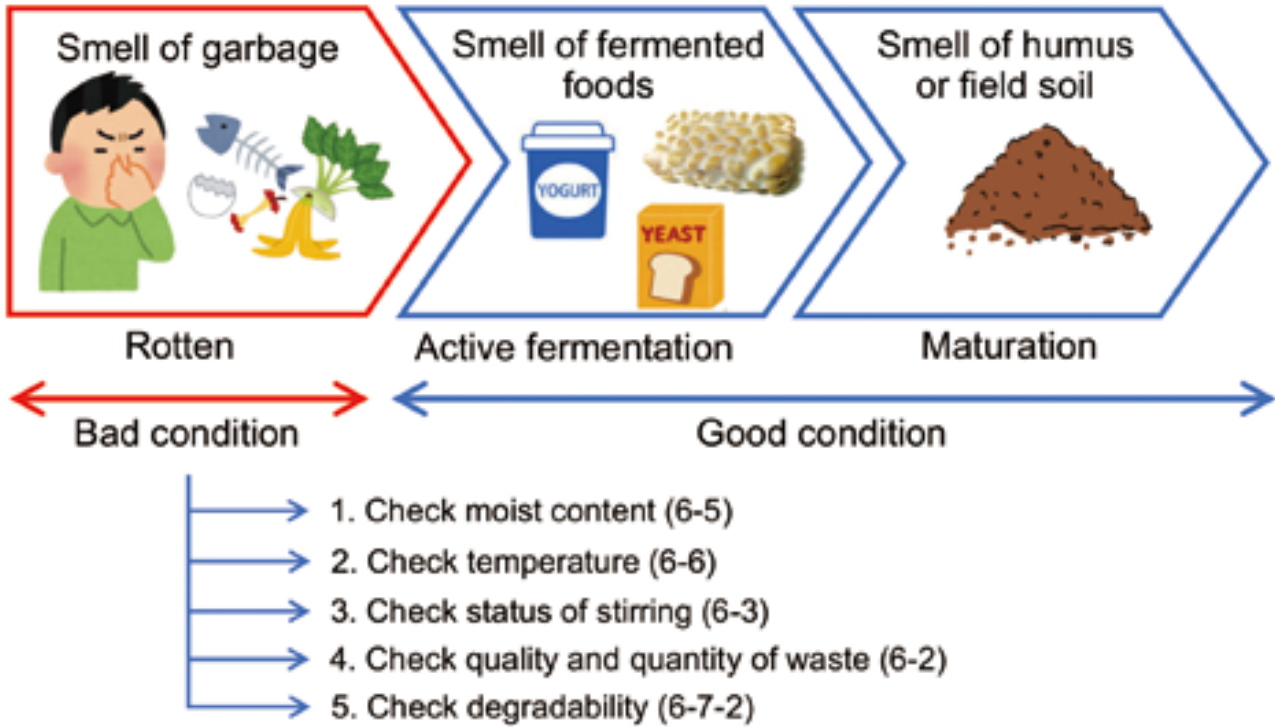 Smell of garbage
Smell of fermented
foods
Smell of humus
or field soil
YOGURT
YEAST
Rotten
Active fermentation
Maturation
Bad condition
Good condition
1. Check moist content (6-5)
2. Check temperature (6-6)
3. Check status of stirring (6-3)
4. Check quality and quantity of waste (6-2)
5. Check degradability (6-7-2)